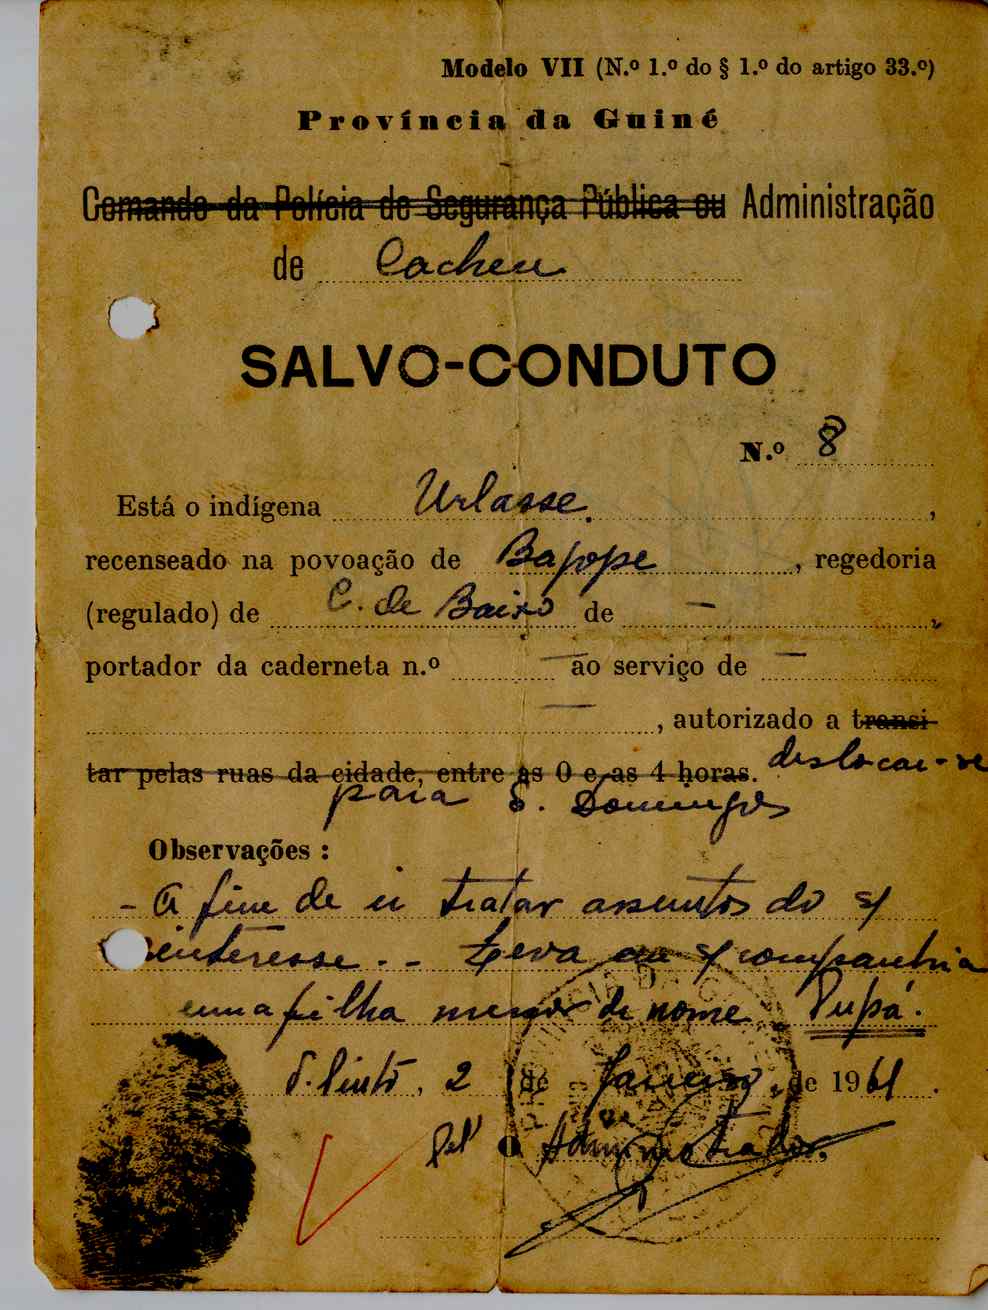 Modelo VII (N.º 1.º do § 1.º do artigo 33.º)
Província da Guiné
Comando da Polícia de Segurança Pública ou Administração
de Cacheu
SALVO-CONDUTO
N.º 8
Está o indígena Urlasse,
recenseado na povoação de Bapope, regedoria
(regulado) de C. de Baixo de —,
portador da caderneta n.º — ao serviço de —
—, autorizado a transi-
tar pelas ruas da cidade, entre as 0 e as 4 horas. deslocar-se
para S. Domingos
Observações :
- A fim de ir tratar assuntos do s/
interesse. - Leva em s/ companhia
uma filha menor de nome Pupá.
2 de Janeiro, de 1961.
Pel' O Administrador,